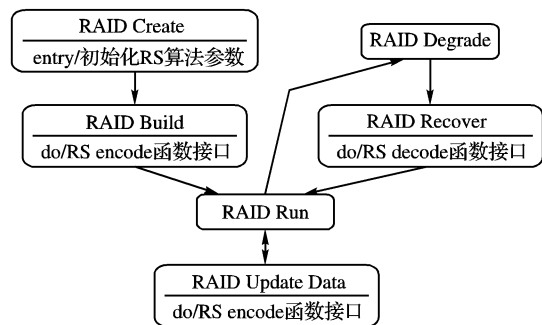 RAID Create
entry/初始化RS算法参数
RAID Degrade
RAID Build
do/RS encode函数接口
RAID Recover
do/RS decode函数接口
RAID Run
RAID Update Data
do/RS encode函数接口